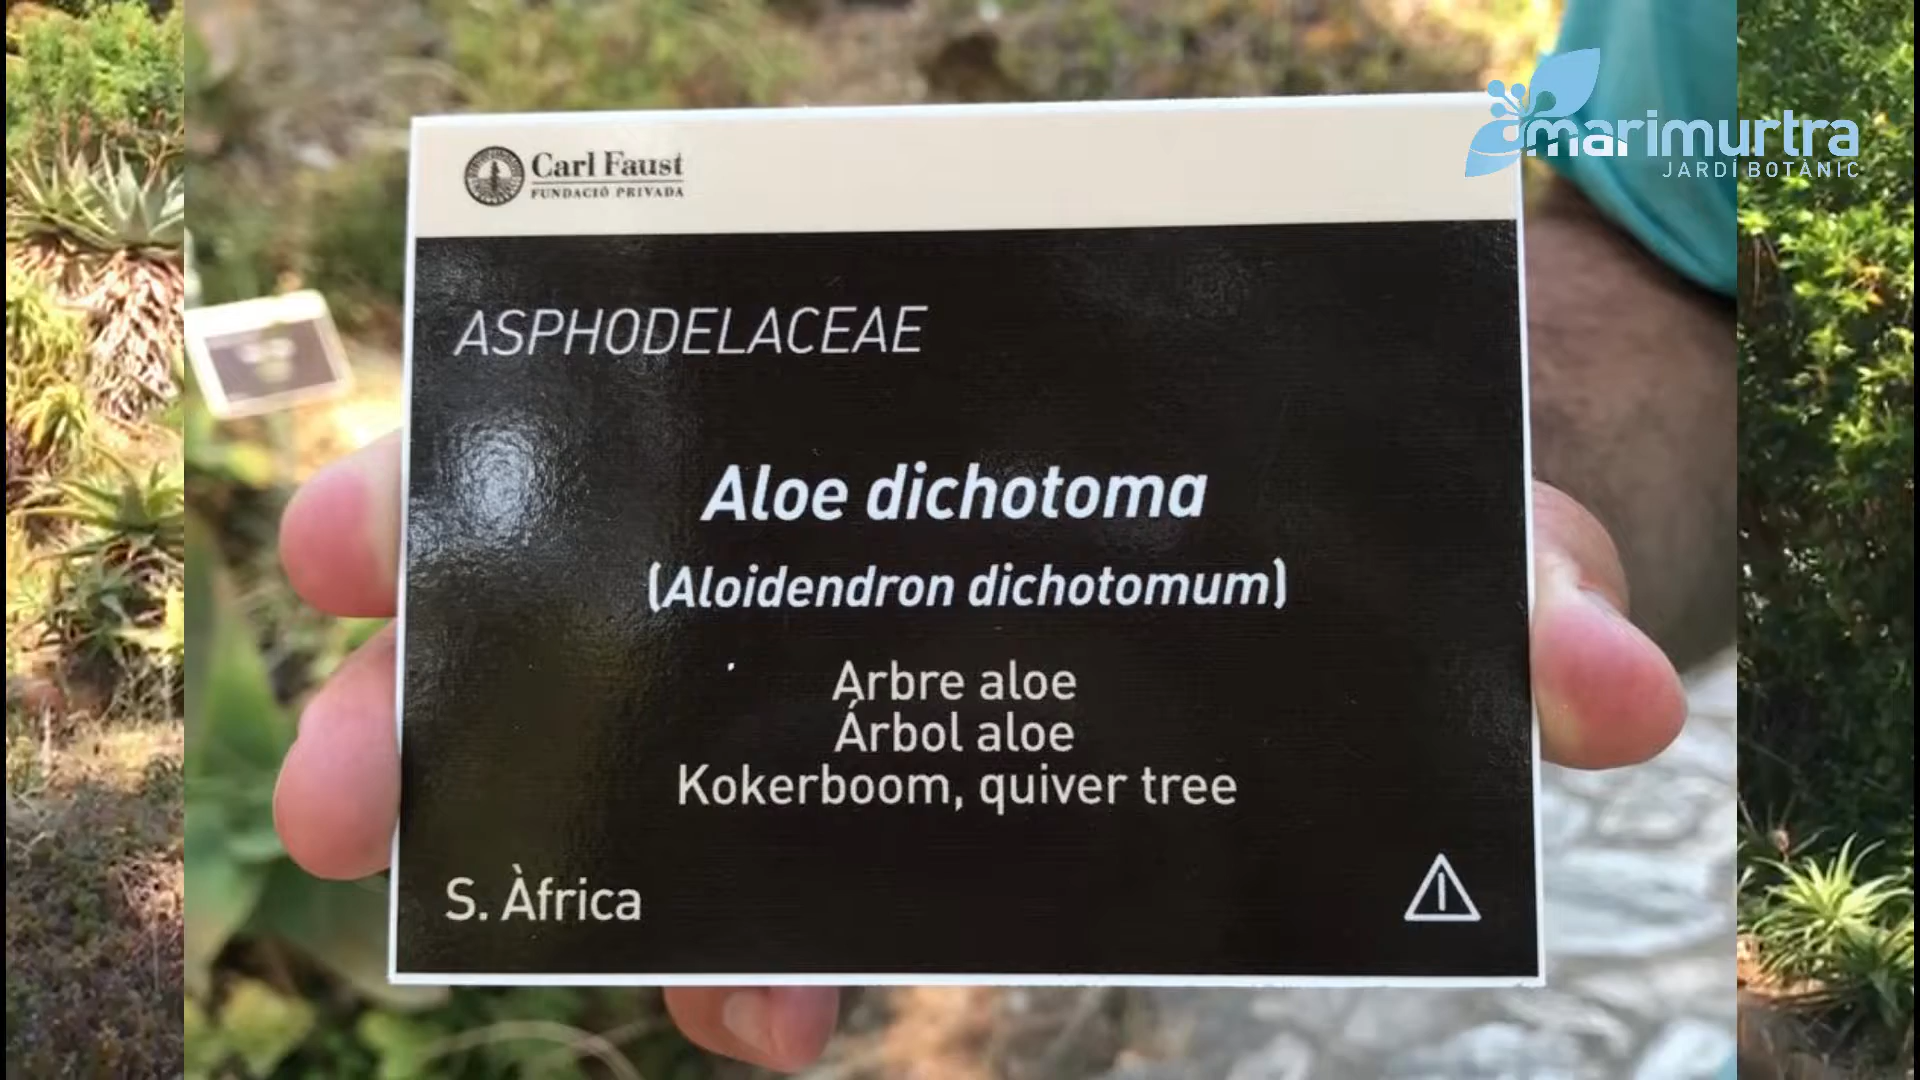 Carl Faust
FUNDACIÓ PRIVADA
marimurtra
JARDÍ BOTÀNIC
ASPHODELACEAE
Aloe dichotoma
(Aloidendron dichotomum)
Arbre aloe
Árbol aloe
Kokerboom, quiver tree
S. Àfrica